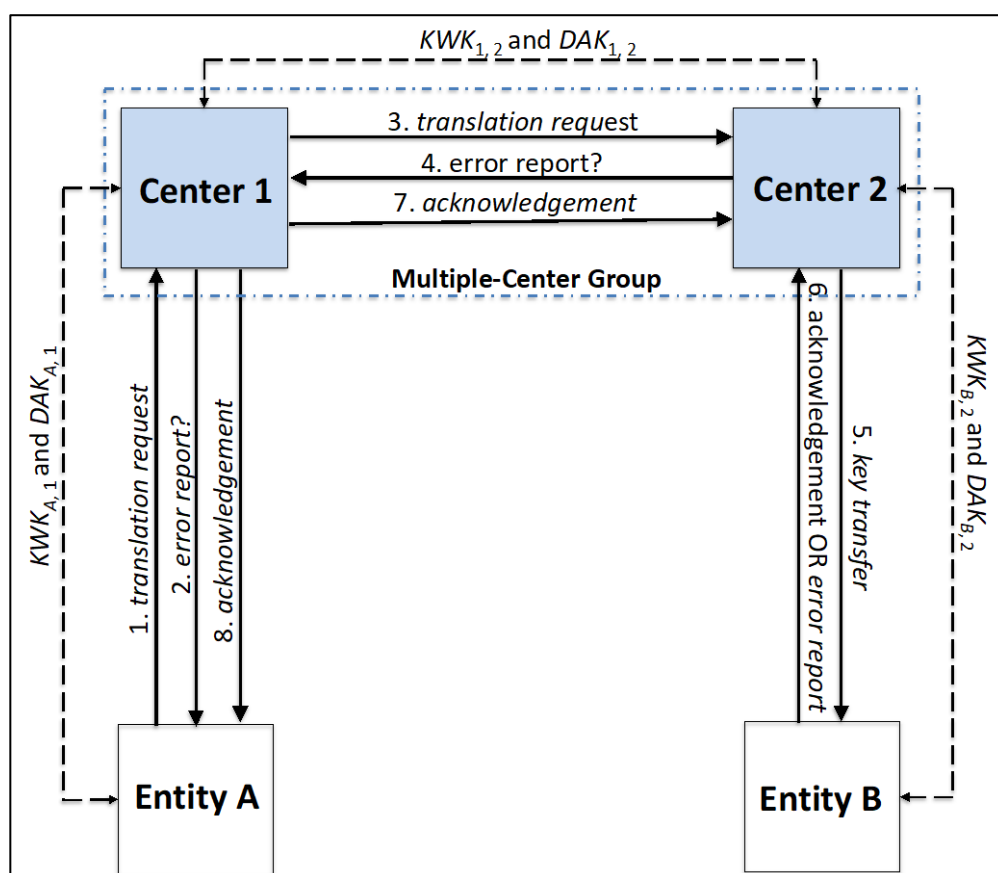 KWK1, 2 and DAK1, 2
3. translation request
4. error report?
7. acknowledgement
Center 1
Center 2
Multiple-Center Group
KWKA, 1 and DAKA, 1
1. translation request
2. error report?
8. acknowledgement
6. acknowledgement OR error report
5. key transfer
KWKB, 2 and DAKB, 2
Entity A
Entity B